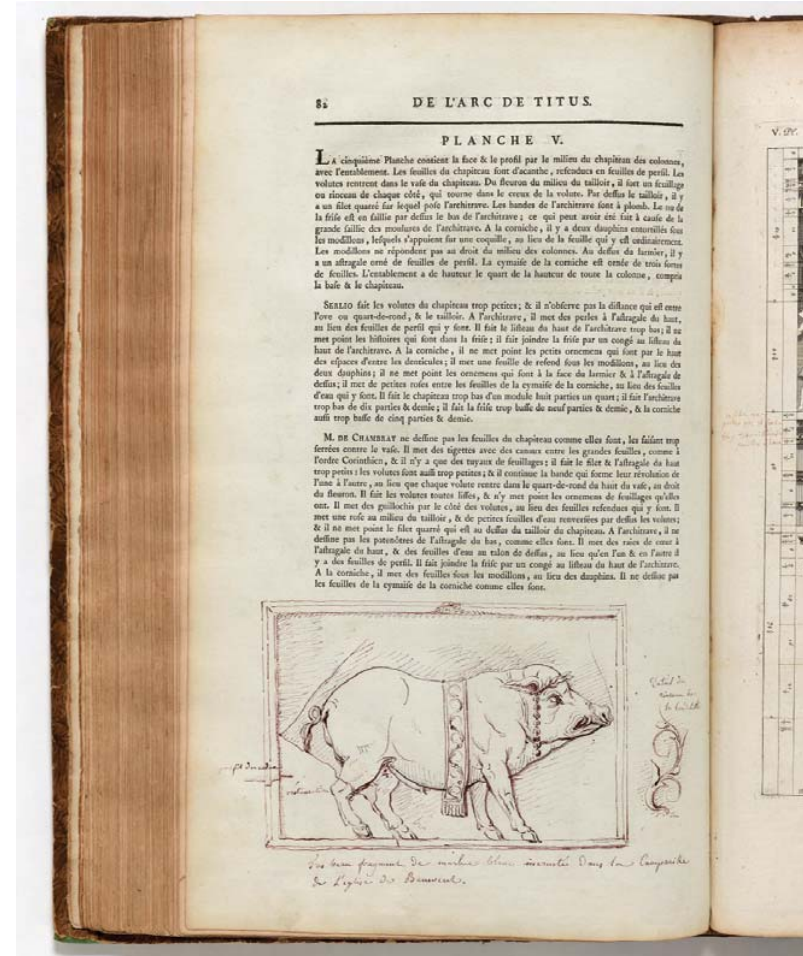 82
DE L'ARC DE TITUS.
PLANCHE V.
LA cinquième Planche contient la face & le profil par le milieu du chapiteau des colonnes,
avec l'entablement. Les feuilles du chapiteau sont d'acanthe, refendues en feuilles de persil. Les
volutes rentrent dans le vase du chapiteau. Du fleuron du milieu du tailloir, il sort un feuillage
ou rinceau de chaque côté, qui tourne dans le creux de la volute. Par dessus le tailloir, il y
a un filet quarré sur lequel pose l'architrave. Les bandes de l'architrave sont à plomb. Le nu de
la frise est en saillie par dessus le bas de l'architrave; ce qui peut avoir été fait à cause de la
grande saillie des moulures de l'architrave. A la corniche, il y a deux dauphins entortillés sous
les modillons, lesquels s'appuient sur une coquille, au lieu de la feuille qui y est ordinairement.
Les modillons ne répondent pas au droit du milieu des colonnes. Au dessus du larmier, il y
a un astragale orné de feuilles de persil. La cymaise de la corniche est ornée de trois sortes
de feuilles. L'entablement a de hauteur le quart de la hauteur de toute la colonne, compris
la base & le chapiteau.
SERLIO fait les volutes du chapiteau trop petites; & il n'observe pas la distance qui est entre
l'ove ou quart-de-rond, & le tailloir. A l'architrave, il met des perles à l'astragale du haut,
au lieu des feuilles de persil qui y sont. Il fait le listeau du haut de l'architrave trop bas; il ne
met point les histoires qui sont dans la frise; il fait joindre la frise par un congé au listeau du
haut de l'architrave. A la corniche, il ne met point les petits ornemens qui sont par le haut
des espaces d'entre les denticules; il met une feuille de refend sous les modillons, au lieu des
deux dauphins; il ne met point les ornemens qui sont à la face du larmier & à l'astragale de
dessus; il met de petites roses entre les feuilles de la cymaise de la corniche, au lieu des feuilles
d'eau qui y sont. Il fait le chapiteau trop bas d'un module huit parties un quart; il fait l'architrave
trop bas de dix parties & demie; il fait la frise trop basse de neuf parties & demie, & la corniche
aussi trop basse de cinq parties & demie.
M. DE CHAMBRAY ne dessine pas les feuilles du chapiteau comme elles sont, les faisant trop
serrées contre le vase. Il met des tigettes avec des canaux entre les grandes feuilles, comme à
l'ordre Corinthien, & il n'y a que des tuyaux de feuillages; il fait le filet & l'astragale du haut
trop petits: les volutes sont aussi trop petites; & il continue la bande qui forme leur révolution de
l'une à l'autre, au lieu que chaque volute rentre dans le quart-de-rond du haut du vase, au droit
du fleuron. Il fait les volutes toutes lisses, & n'y met point les ornemens de feuillages qu'elles
ont. Il met des guillochis par le côté des volutes, au lieu des feuilles refendues qui y sont. Il
met une rose au milieu du tailloir, & de petites feuilles d'eau renversées par dessus les volutes;
& il ne met point le filet quarré qui est au dessus du tailloir du chapiteau. A l'architrave, il ne
dessine pas les patenôtres de l'astragale du bas, comme elles sont. Il met des raies de cœur à
l'astragale du haut, & des feuilles d'eau au talon de dessus, au lieu qu'en l'un & en l'autre il
y a des feuilles de persil. Il fait joindre la frise par un congé au listeau du haut de l'architrave.
A la corniche, il met des feuilles sous les modillons, au lieu des dauphins. Il ne dessine pas
les feuilles de la cymaise de la corniche comme elles sont.
Détail du
beau fragment de marbre blanc incrusté dans la
de L'église de Benevent.
V. Pl.